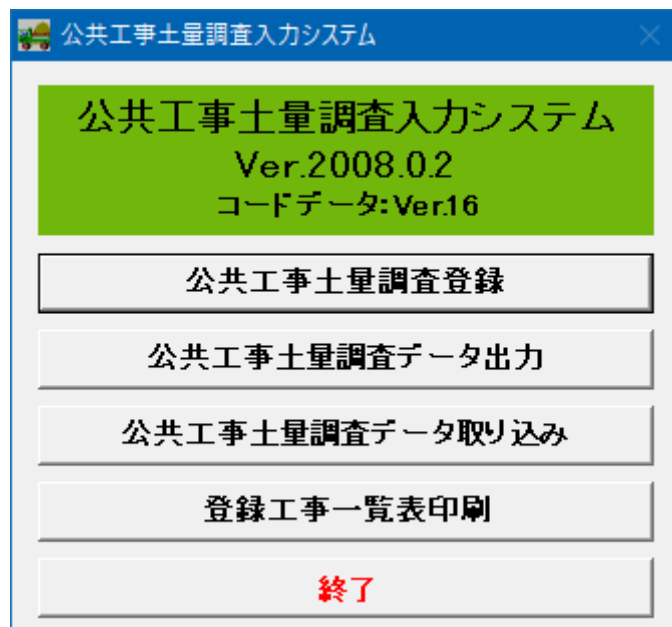 公共工事土量調査入力システム
公共工事土量調査入力システム
Ver.2008.0.2
コードデータ:Ver.16
公共工事土量調査登録
公共工事土量調査データ出力
公共工事土量調査データ取り込み
登録工事一覧表印刷
終了